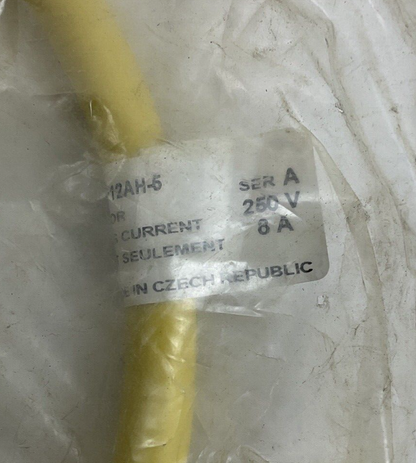 12AH-5 SER A
OR 250 V
CURRENT 8 A
SEULEMENT
IN CZECH REPUBLIC